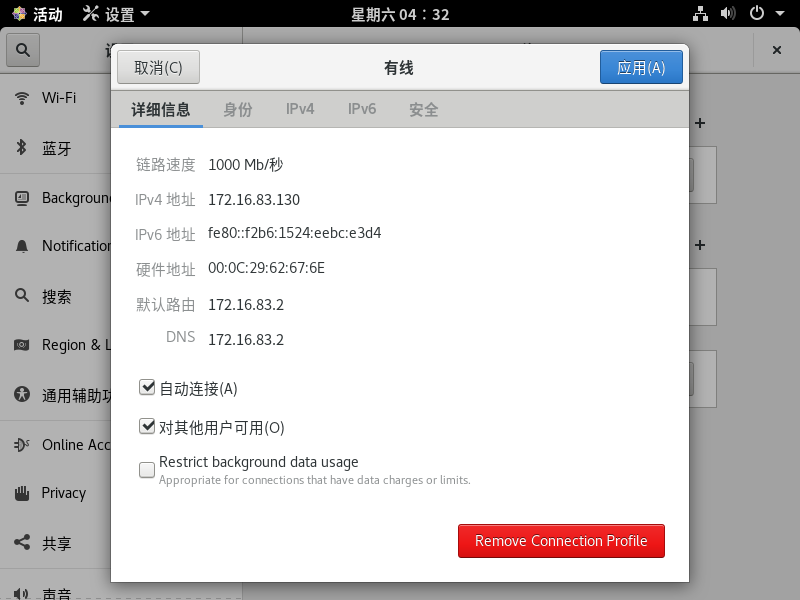 活动
设置
星期六 04：32
取消(C)
有线
应用(A)
详细信息
身份
IPv4
IPv6
安全
Wi-Fi
蓝牙
Backgroun
Notification
搜索
Region & L
通用辅助功
Online Acc
Privacy
共享
声音
链路速度 1000 Mb/秒
IPv4 地址 172.16.83.130
IPv6 地址 fe80::f2b6:1524:eebc:e3d4
硬件地址 00:0C:29:62:67:6E
默认路由 172.16.83.2
DNS 172.16.83.2
自动连接(A)
对其他用户可用(O)
Restrict background data usage
Appropriate for connections that have data charges or limits.
Remove Connection Profile